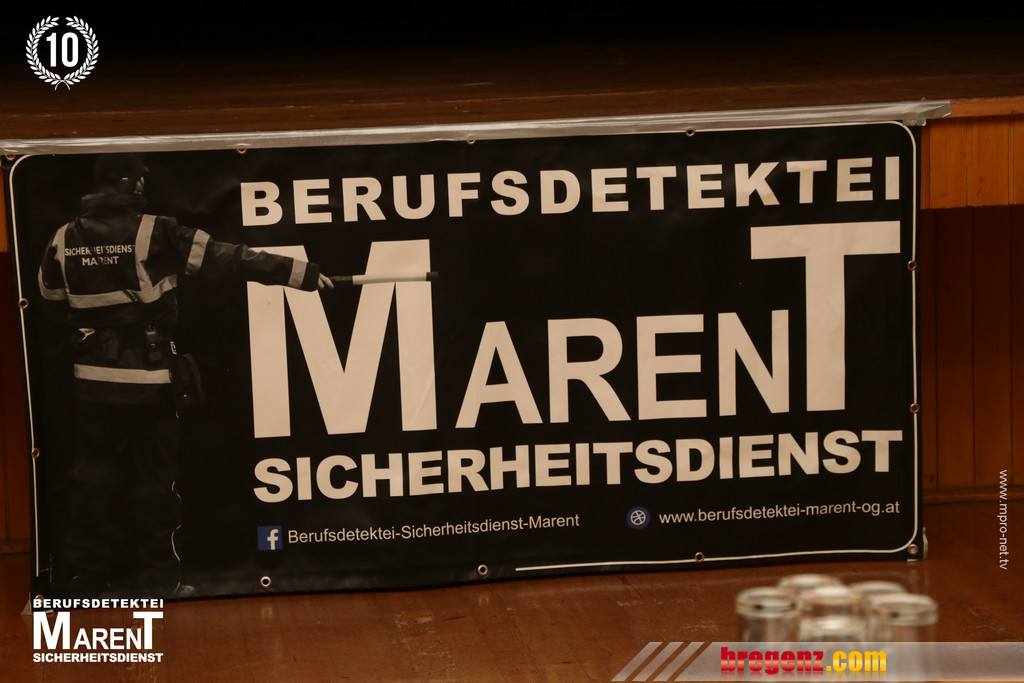 10
BERUFSDETEKTEI
SICHERHEITSDIENST
MARENT
MARENT
SICHERHEITSDIENST
f Berufsdetektei-Sicherheitsdienst-Marent
www.berufsdetektei-marent-og.at
www.mpro-net.tv
BERUFSDETEKTEI
MARENT
SICHERHEITSDIENST
bregenz.com